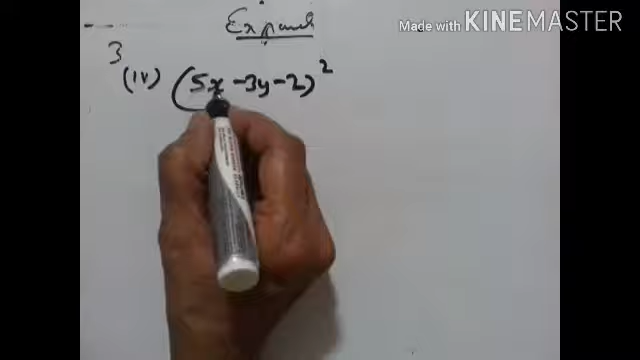 Made with KINEMASTER
Expand
3
(iv) (5x - 3y - 2)²